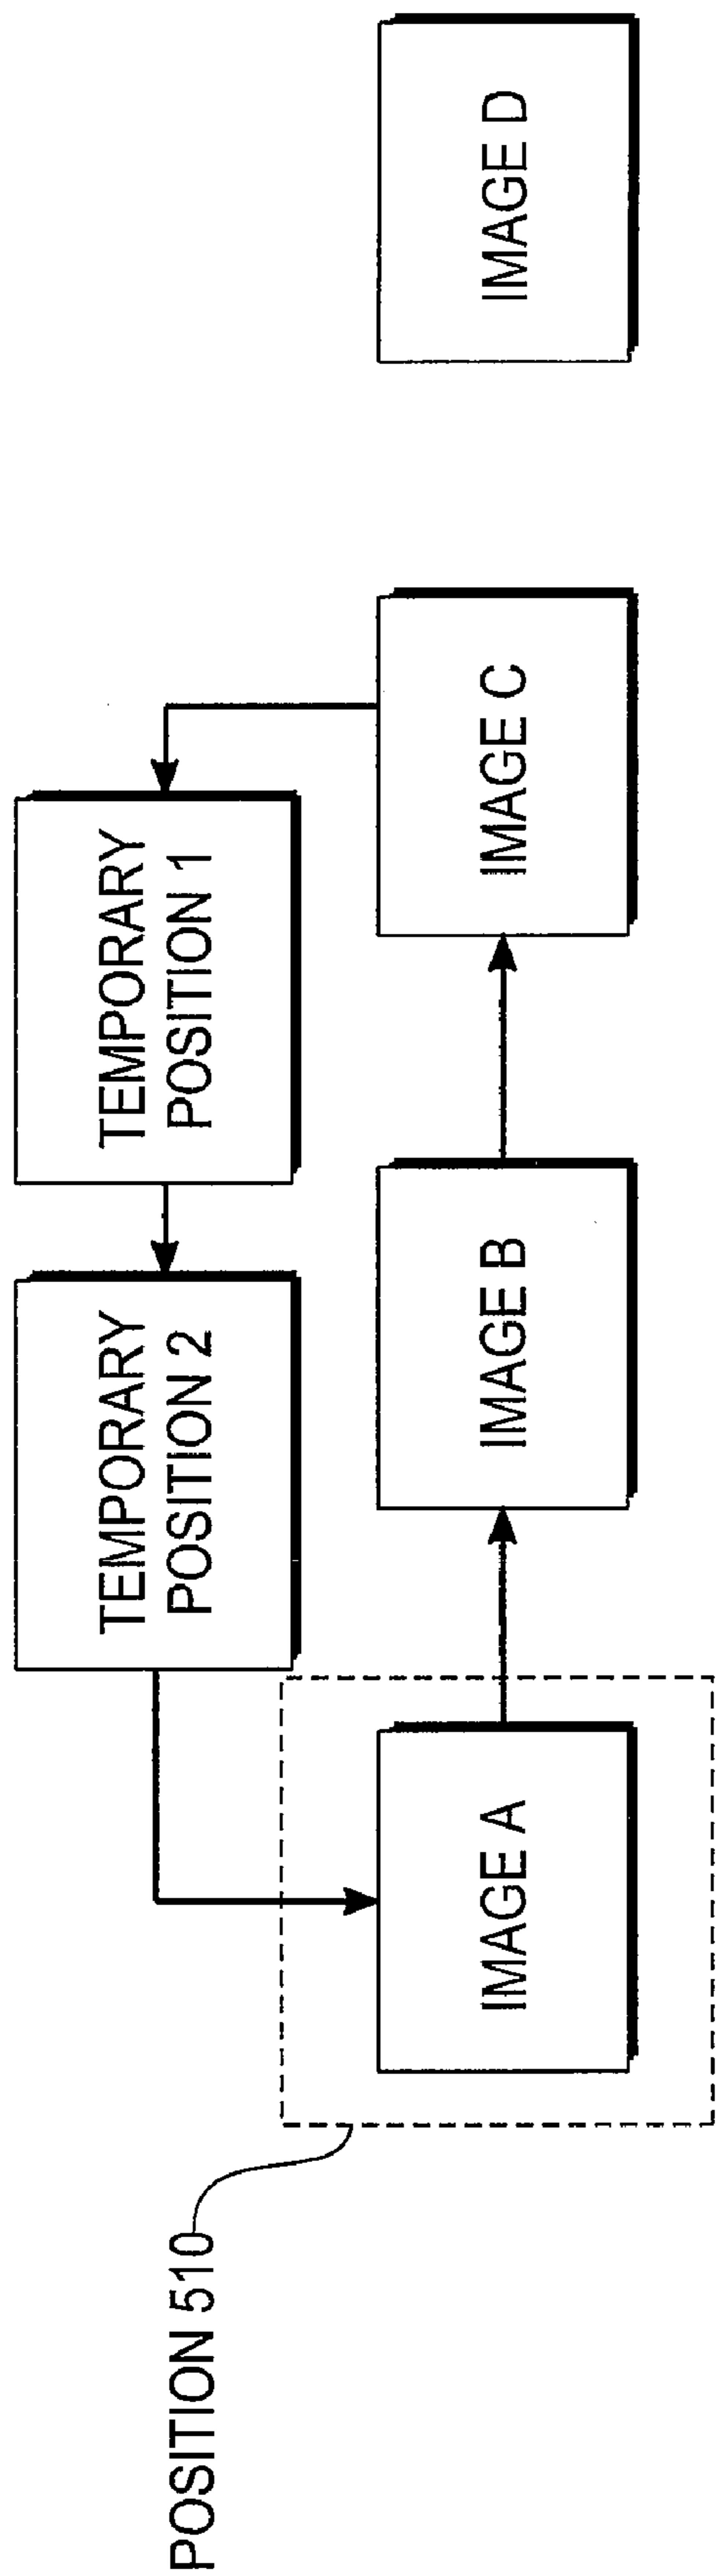 TEMPORARY
POSITION 2
TEMPORARY
POSITION 1
POSITION 510
IMAGE A
IMAGE B
IMAGE C
IMAGE D